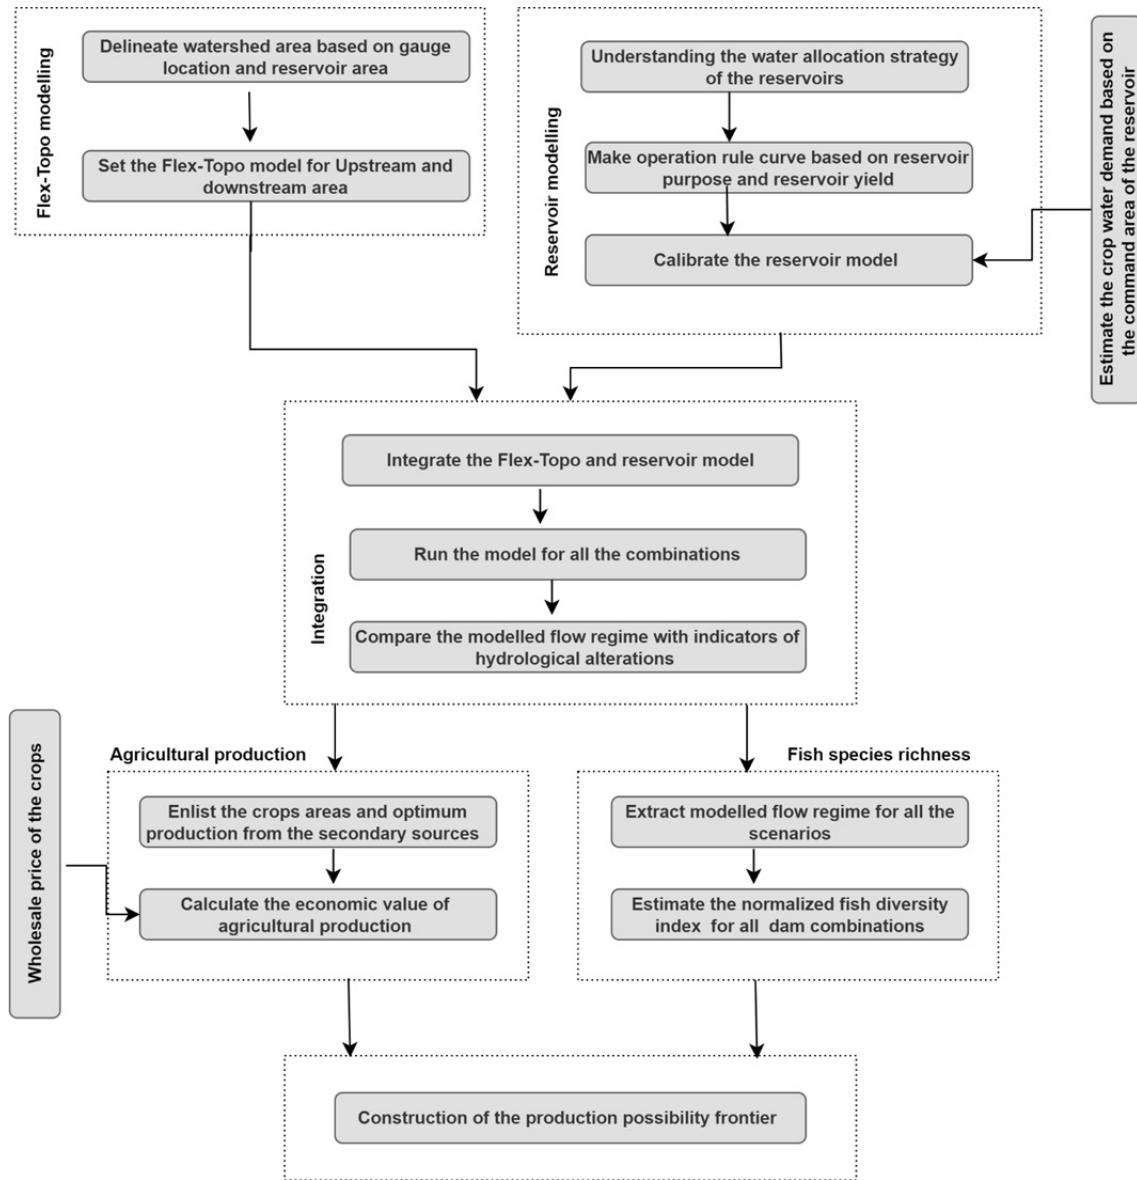 Flex-Topo modelling
Delineate watershed area based on gauge
location and reservoir area
Set the Flex-Topo model for Upstream and
downstream area
Reservoir modelling
Understanding the water allocation strategy
of the reservoirs
Make operation rule curve based on reservoir
purpose and reservoir yield
Calibrate the reservoir model
Estimate the crop water demand based on
the command area of the reservoir
Integration
Integrate the Flex-Topo and reservoir model
Run the model for all the combinations
Compare the modelled flow regime with indicators of
hydrological alterations
Wholesale price of the crops
Agricultural production
Enlist the crops areas and optimum
production from the secondary sources
Calculate the economic value of
agricultural production
Fish species richness
Extract modelled flow regime for all the
scenarios
Estimate the normalized fish diversity
index for all dam combinations
Construction of the production possibility frontier